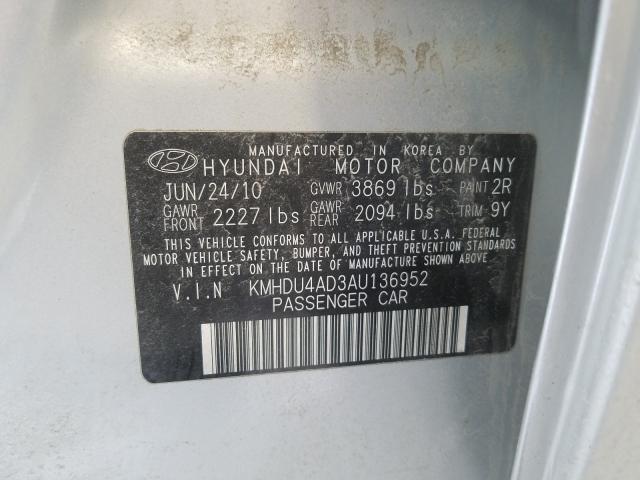 MANUFACTURED IN KOREA BY
HYUNDAI MOTOR COMPANY
JUN/24/10 GVWR 3869 lbs PAINT 2R
GAWR FRONT 2227 lbs GAWR REAR 2094 lbs TRIM 9Y
THIS VEHICLE CONFORMS TO ALL APPLICABLE U.S.A. FEDERAL
MOTOR VEHICLE SAFETY, BUMPER, AND THEFT PREVENTION STANDARDS
IN EFFECT ON THE DATE OF MANUFACTURE SHOWN ABOVE.
V.I.N KMHDU4AD3AU136952
PASSENGER CAR